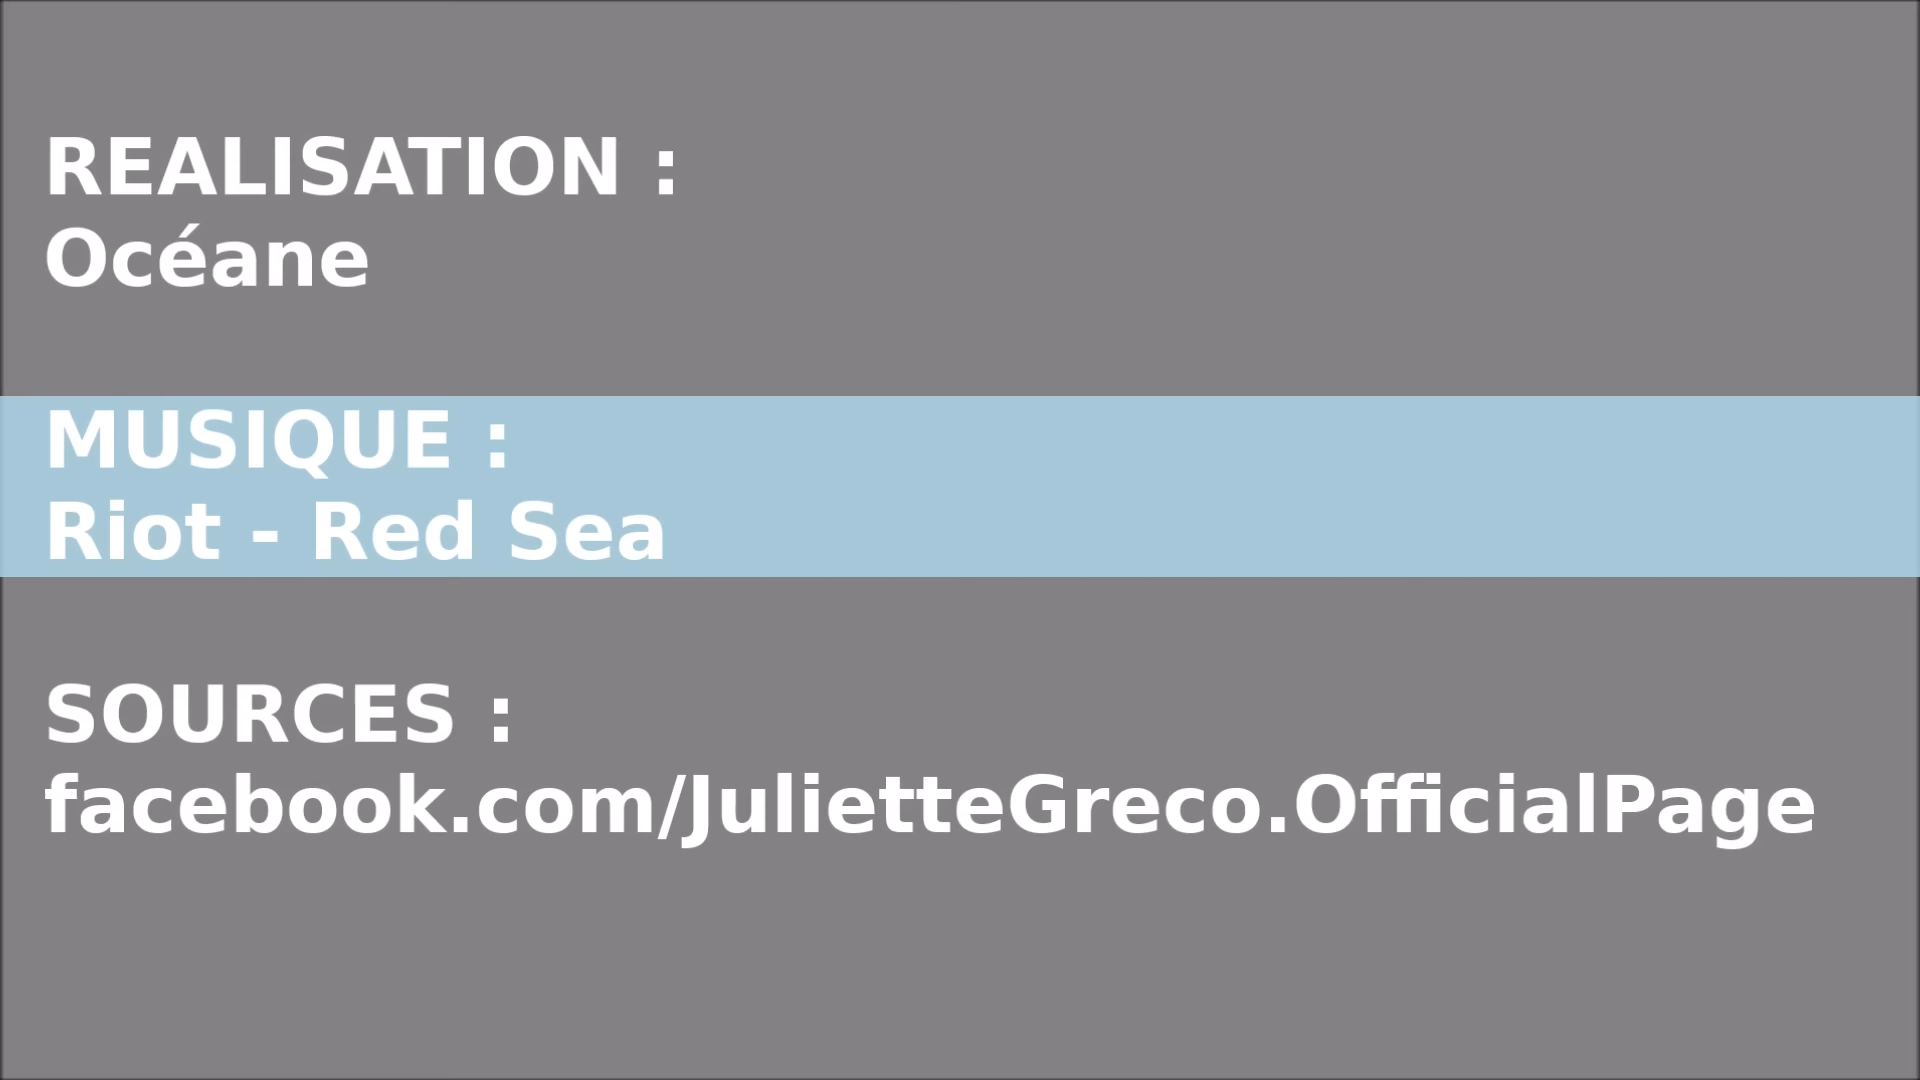 REALISATION :
Océane
MUSIQUE :
Riot - Red Sea
SOURCES :
facebook.com/JulietteGreco.OfficialPage